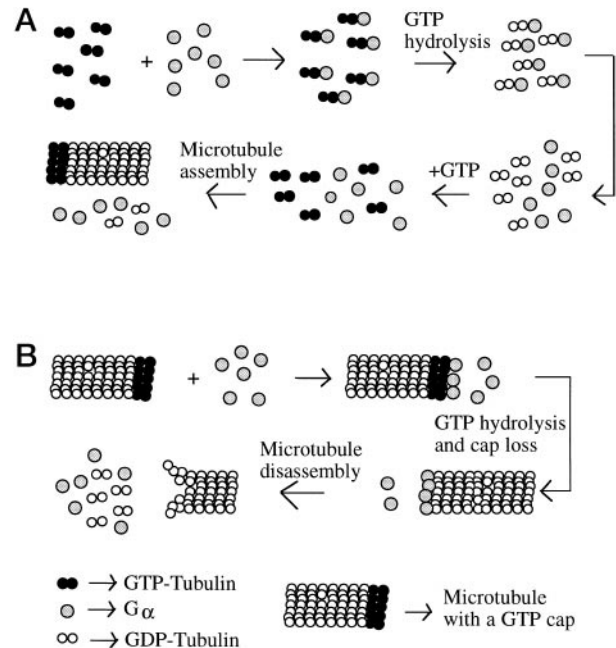 A
+
GTP
hydrolysis
Microtubule
assembly
+GTP
B
+
GTP hydrolysis
and cap loss
Microtubule
disassembly
GTP-Tubulin
Gα
GDP-Tubulin
Microtubule
with a GTP cap